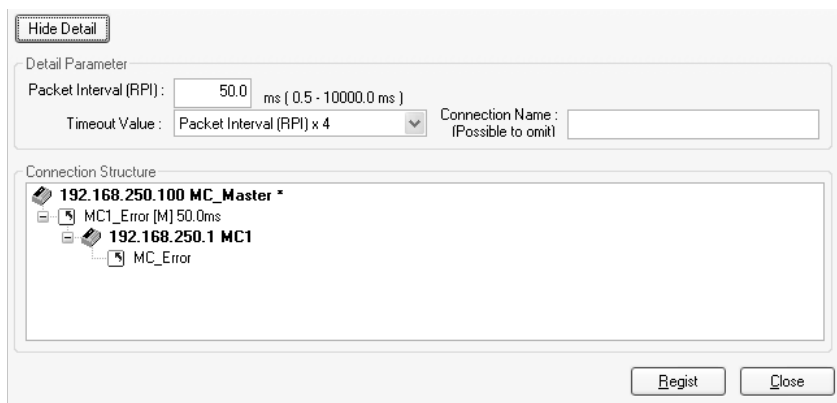 Hide Detail
Detail Parameter
Packet Interval (RPI) : 50.0 ms ( 0.5 - 10000.0 ms )
Timeout Value : Packet Interval (RPI) x 4 Connection Name :
(Possible to omit)
Connection Structure
192.168.250.100 MC_Master *
MC1_Error [M] 50.0ms
192.168.250.1 MC1
MC_Error
Regist Close